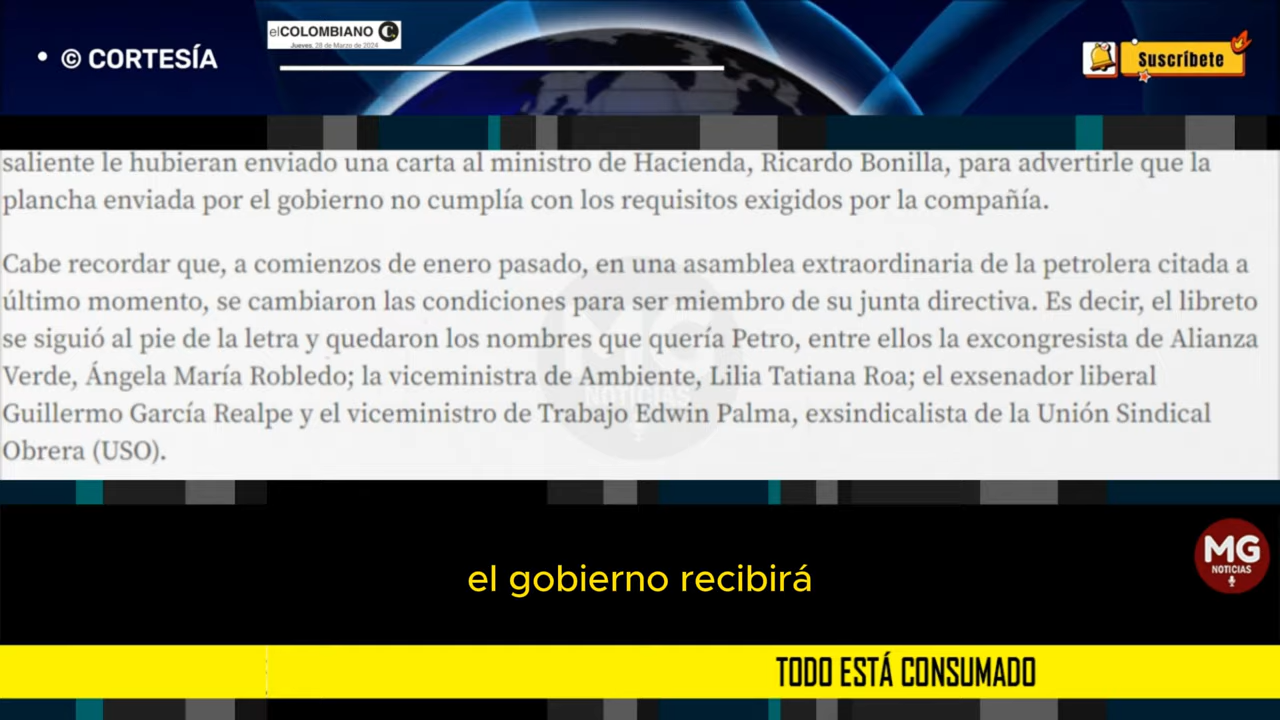 elCOLOMBIANO C
Jueves, 28 de Marzo de 2024
• © CORTESÍA
Suscríbete
saliente le hubieran enviado una carta al ministro de Hacienda, Ricardo Bonilla, para advertirle que la
plancha enviada por el gobierno no cumplía con los requisitos exigidos por la compañía.
Cabe recordar que, a comienzos de enero pasado, en una asamblea extraordinaria de la petrolera citada a
último momento, se cambiaron las condiciones para ser miembro de su junta directiva. Es decir, el libreto
se siguió al pie de la letra y quedaron los nombres que quería Petro, entre ellos la excongresista de Alianza
Verde, Ángela María Robledo; la viceministra de Ambiente, Lilia Tatiana Roa; el exsenador liberal
Guillermo García Realpe y el viceministro de Trabajo Edwin Palma, exsindicalista de la Unión Sindical
Obrera (USO).
MG
NOTICIAS
el gobierno recibirá
MG
NOTICIAS
TODO ESTÁ CONSUMADO